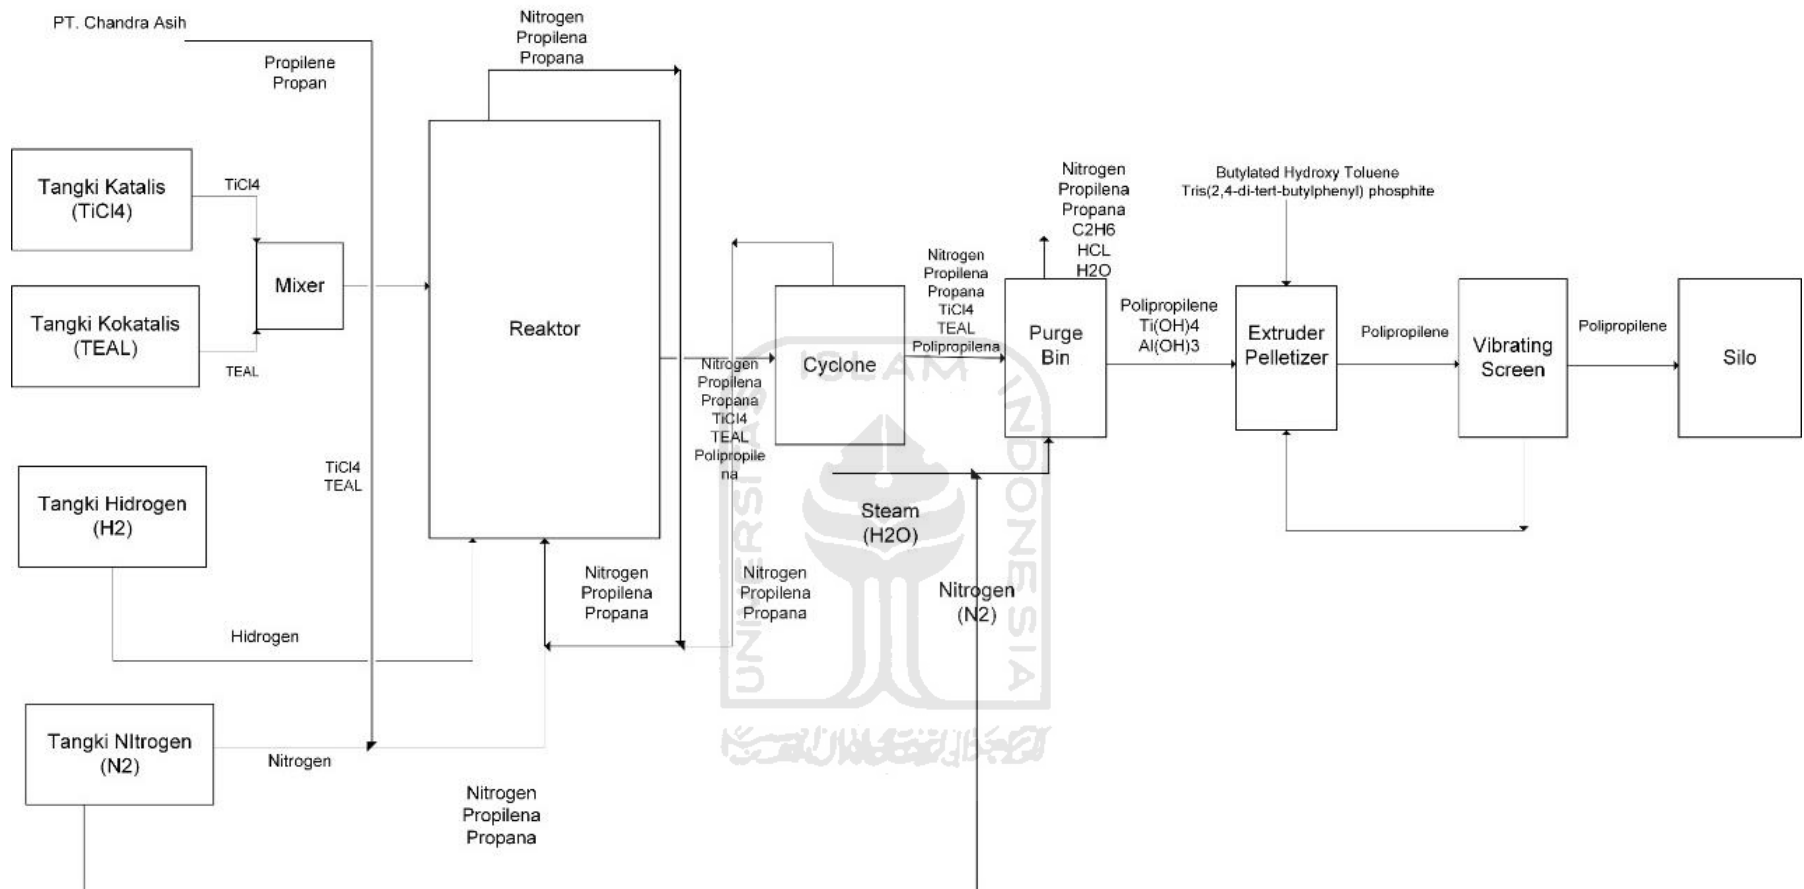 PT. Chandra Asih
Propilene
Propan
Nitrogen
Propilena
Propana
Tangki Katalis
(TiCl4)
TiCl4
Mixer
Tangki Kokatalis
(TEAL)
TEAL
Reaktor
TiCl4
TEAL
Tangki Hidrogen
(H2)
Hidrogen
Tangki NItrogen
(N2)
Nitrogen
Nitrogen
Propilena
Propana
Nitrogen
Propilena
Propana
Nitrogen
Propilena
Propana
TiCl4
TEAL
Polipropile
na
Nitrogen
Propilena
Propana
Cyclone
Nitrogen
Propilena
Propana
TiCl4
TEAL
Polipropilena
Steam
(H2O)
Nitrogen
(N2)
Nitrogen
Propilena
Propana
C2H6
HCL
H2O
Purge
Bin
Polipropilene
Ti(OH)4
Al(OH)3
Butylated Hydroxy Toluene
Tris(2,4-di-tert-butylphenyl) phosphite
Extruder
Pelletizer
Polipropilene
Vibrating
Screen
Polipropilene
Silo
UNIVERSITAS
ISLAM
INDONESIA